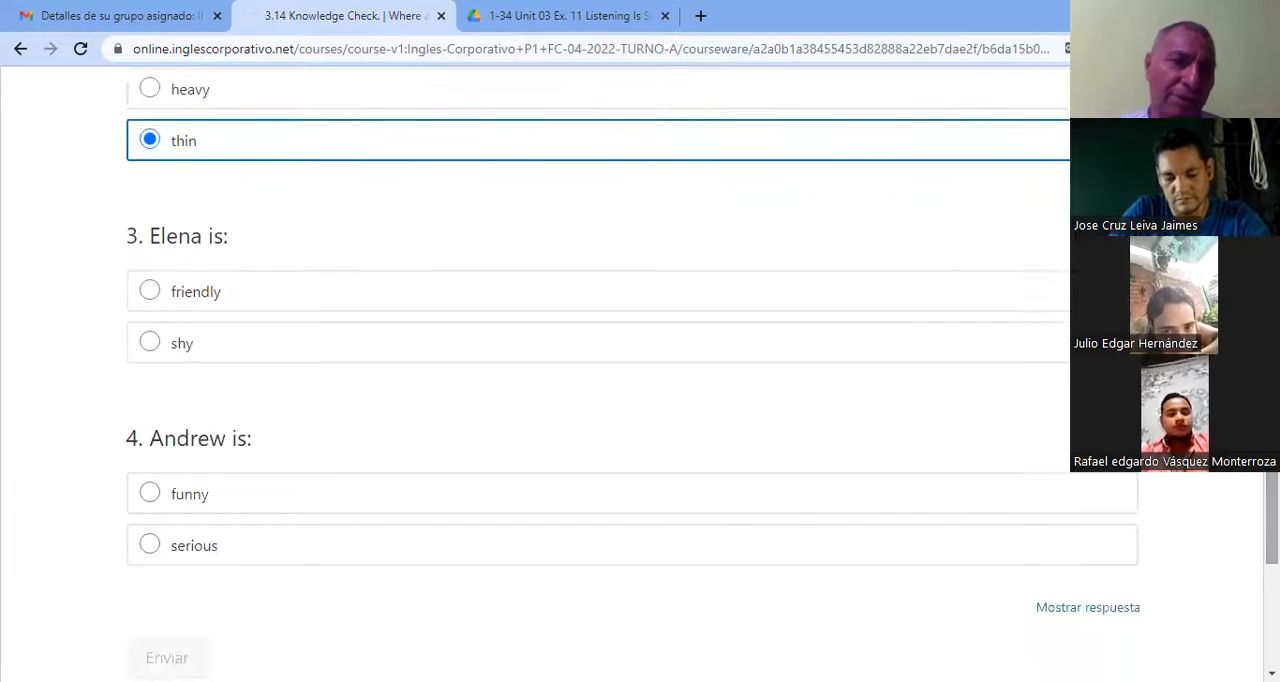 Detalles de su grupo asignado: I
3.14 Knowledge Check. | Where a
1-34 Unit 03 Ex. 11 Listening Is S
online.inglescorporativo.net/courses/course-v1:Ingles-Corporativo+P1+FC-04-2022-TURNO-A/courseware/a2a0b1a38455453d82888a22eb7dae2f/b6da15b0...
heavy
thin
3. Elena is:
friendly
shy
4. Andrew is:
funny
serious
Mostrar respuesta
Enviar
Jose Cruz Leiva Jaimes
Julio Edgar Hernández
Rafael edgardo Vásquez Monterroza